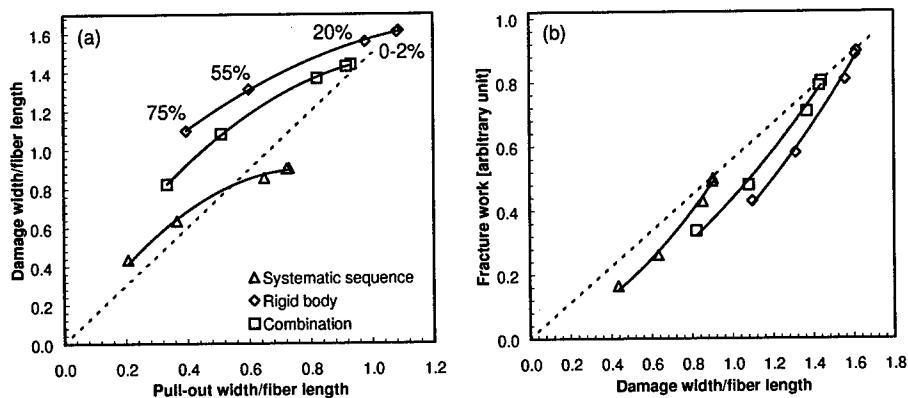 (a)
1.6
1.4
1.2
1.0
0.8
0.6
0.4
0.2
0.0
Damage width/fiber length
75%
55%
20%
0-2%
Systematic sequence
Rigid body
Combination
0.0 0.2 0.4 0.6 0.8 1.0 1.2
Pull-out width/fiber length
(b)
1.0
0.8
0.6
0.4
0.2
0.0
Fracture work [arbitrary unit]
0.0 0.2 0.4 0.6 0.8 1.0 1.2 1.4 1.6 1.8
Damage width/fiber length